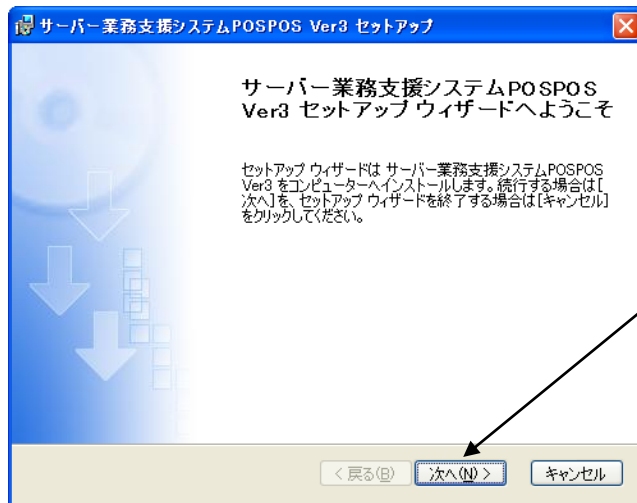 サーバー業務支援システムPOSPOS Ver3 セットアップ
サーバー業務支援システムPOSPOS
Ver3 セットアップ ウィザードへようこそ
セットアップ ウィザードは サーバー業務支援システムPOSPOS
Ver3 をコンピューターへインストールします。続行する場合は[
次へ]を、セットアップ ウィザードを終了する場合は[キャンセル]
をクリックしてください。
< 戻る(B)
次へ(N) >
キャンセル